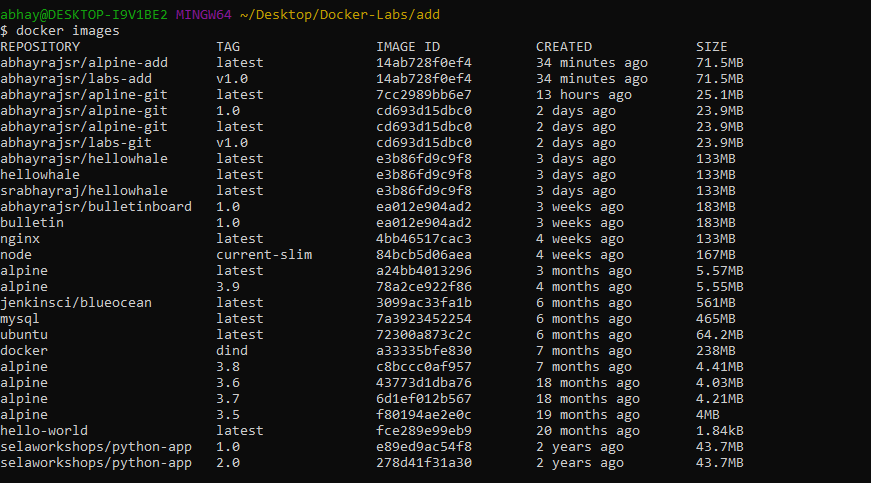 abhay@DESKTOP-I9V1BE2 MINGW64 ~/Desktop/Docker-Labs/add
$ docker images
REPOSITORY TAG IMAGE ID CREATED SIZE
abhayrajsr/alpine-add latest 14ab728f0ef4 34 minutes ago 71.5MB
abhayrajsr/labs-add v1.0 14ab728f0ef4 34 minutes ago 71.5MB
abhayrajsr/apline-git latest 7cc2989bb6e7 13 hours ago 25.1MB
abhayrajsr/alpine-git 1.0 cd693d15dbc0 2 days ago 23.9MB
abhayrajsr/alpine-git latest cd693d15dbc0 2 days ago 23.9MB
abhayrajsr/labs-git v1.0 cd693d15dbc0 2 days ago 23.9MB
abhayrajsr/hellowhale latest e3b86fd9c9f8 3 days ago 133MB
hellowhale latest e3b86fd9c9f8 3 days ago 133MB
srabhayraj/hellowhale latest e3b86fd9c9f8 3 days ago 133MB
abhayrajsr/bulletinboard 1.0 ea012e904ad2 3 weeks ago 183MB
bulletin 1.0 ea012e904ad2 3 weeks ago 183MB
nginx latest 4bb46517cac3 4 weeks ago 133MB
node current-slim 84bcb5d06aea 4 weeks ago 167MB
alpine latest a24bb4013296 3 months ago 5.57MB
alpine 3.9 78a2ce922f86 4 months ago 5.55MB
jenkinsci/blueocean latest 3099ac33fa1b 6 months ago 561MB
mysql latest 7a3923452254 6 months ago 465MB
ubuntu latest 72300a873c2c 6 months ago 64.2MB
docker dind a33335bfe830 7 months ago 238MB
alpine 3.8 c8bccc0af957 7 months ago 4.41MB
alpine 3.6 43773d1dba76 18 months ago 4.03MB
alpine 3.7 6d1ef012b567 18 months ago 4.21MB
alpine 3.5 f80194ae2e0c 19 months ago 4MB
hello-world latest fce289e99eb9 20 months ago 1.84kB
selaworkshops/python-app 1.0 e89ed9ac54f8 2 years ago 43.7MB
selaworkshops/python-app 2.0 278d41f31a30 2 years ago 43.7MB